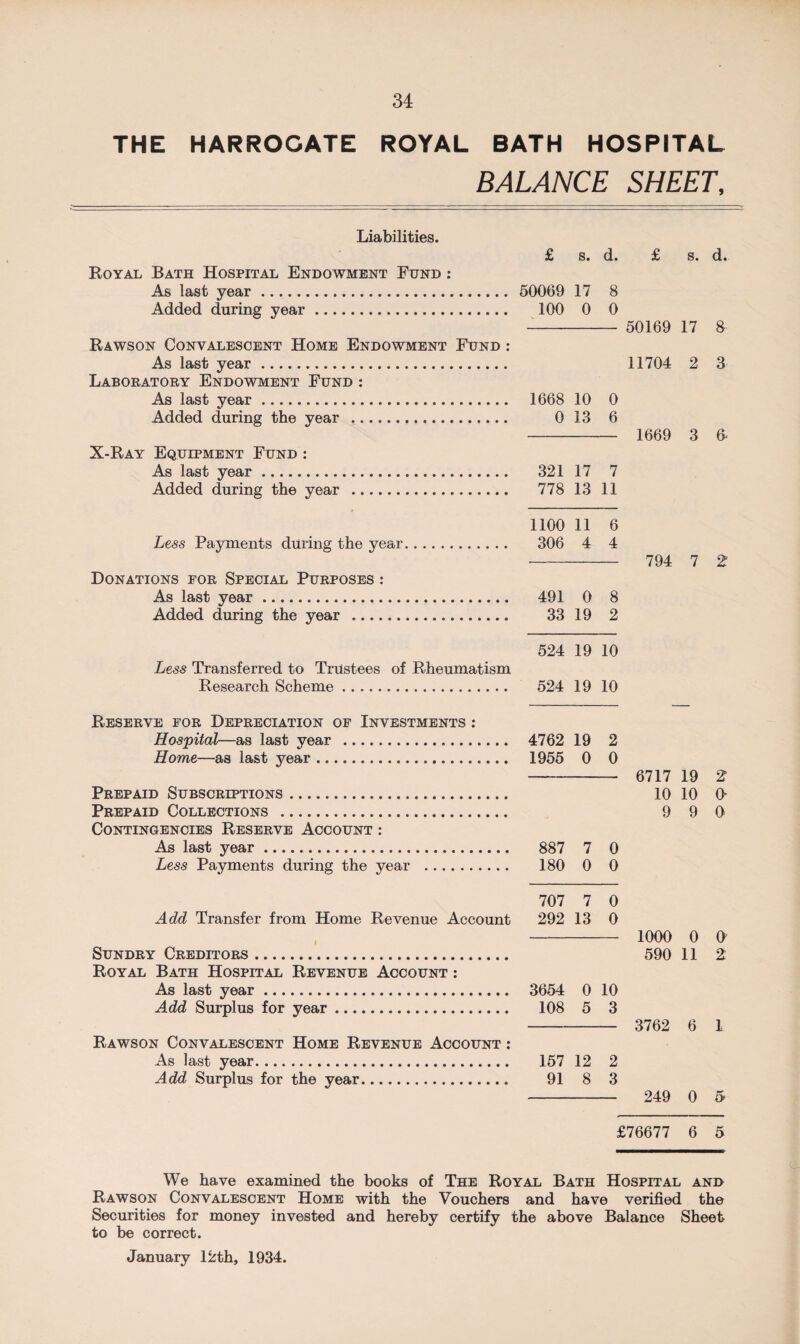 34
THE HARROGATE ROYAL BATH HOSPITAL
BALANCE SHEET,
Liabilities.
£ s. d. £ s. d.
Royal Bath Hospital Endowment Fund :
As last year .............................. 50069 17 8
Added during year ........................ 100 0 0
50169 17 8
Rawson Convalescent Home Endowment Fund :
As last year .............................. 11704 2 3
Laboratory Endowment Fund :
As last year .............................. 1668 10 0
Added during the year .................... 0 13 6
1669 3 6
X-Ray Equipment Fund :
As last year .............................. 321 17 7
Added during the year .................... 778 13 11
1100 11 6
Less Payments during the year............. 306 4 4
794 7 2
Donations for Special Purposes :
As last year .............................. 491 0 8
Added during the year .................... 33 19 2
524 19 10
Less Transferred to Trustees of Rheumatism
Research Scheme .................... 524 19 10
—
Reserve for Depreciation of Investments :
Hospital—as last year .................... 4762 19 2
Home—as last year ........................ 1955 0 0
6717 19 2
Prepaid Subscriptions .......................... 10 10 0
Prepaid Collections ............................ 9 9 0
Contingencies Reserve Account :
As last year .............................. 887 7 0
Less Payments during the year ........... 180 0 0
707 7 0
Add Transfer from Home Revenue Account 292 13 0
1000 0 0
Sundry Creditors ............................... 590 11 2
Royal Bath Hospital Revenue Account :
As last year .............................. 3654 0 10
Add Surplus for year ...................... 108 5 3
3762 6 1
Rawson Convalescent Home Revenue Account :
As last year............................... 157 12 2
Add Surplus for the year................... 91 8 3
249 0 5
£76677 6 5
We have examined the books of The Royal Bath Hospital and
Rawson Convalescent Home with the Vouchers and have verified the
Securities for money invested and hereby certify the above Balance Sheet
to be correct.
January 12th, 1934.